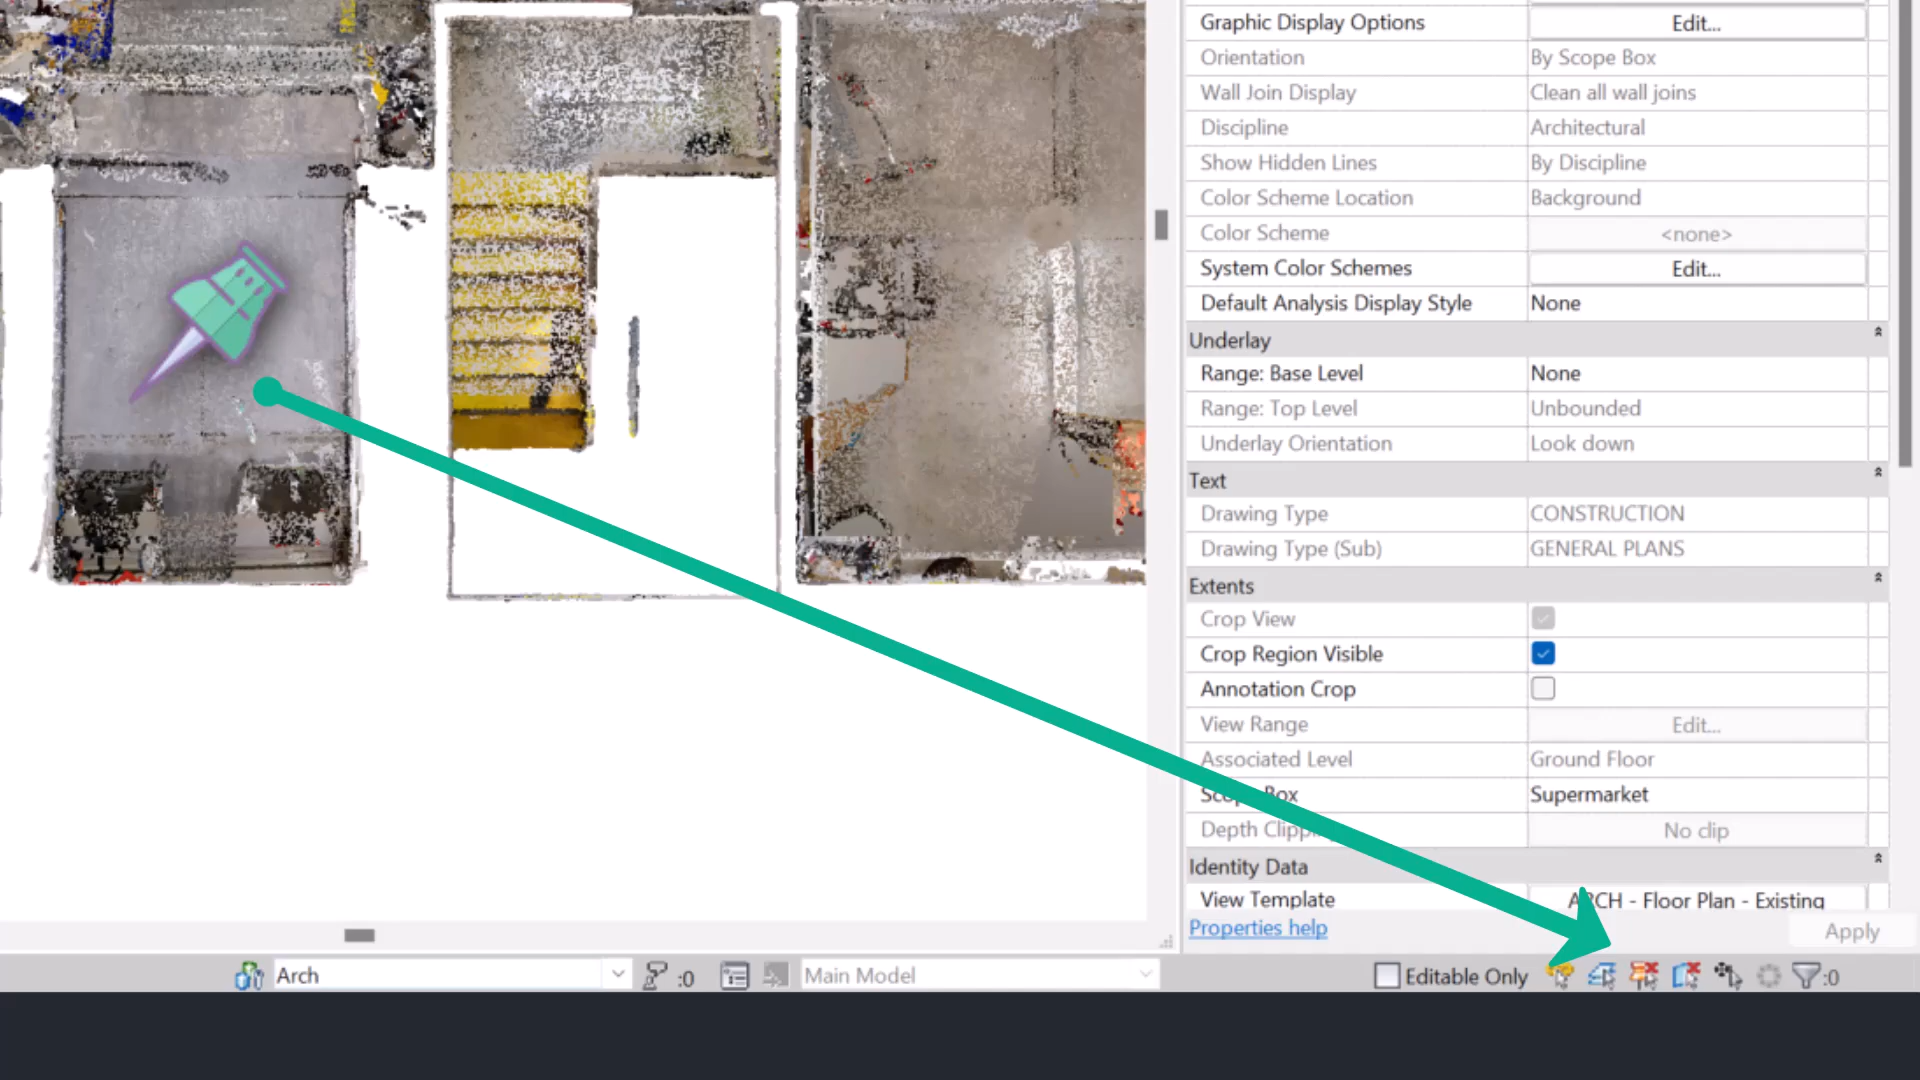 Graphic Display Options Edit...
Orientation By Scope Box
Wall Join Display Clean all wall joins
Discipline Architectural
Show Hidden Lines By Discipline
Color Scheme Location Background
Color Scheme <none>
System Color Schemes Edit...
Default Analysis Display Style None
Underlay
Range: Base Level None
Range: Top Level Unbounded
Underlay Orientation Look down
Text
Drawing Type CONSTRUCTION
Drawing Type (Sub) GENERAL PLANS
Extents
Crop View
Crop Region Visible
Annotation Crop
View Range Edit...
Associated Level Ground Floor
Box Supermarket
Depth No clip
Identity Data
View Template - Floor Plan - Existing
Properties help Apply
Arch :0 Main Model Editable Only :0